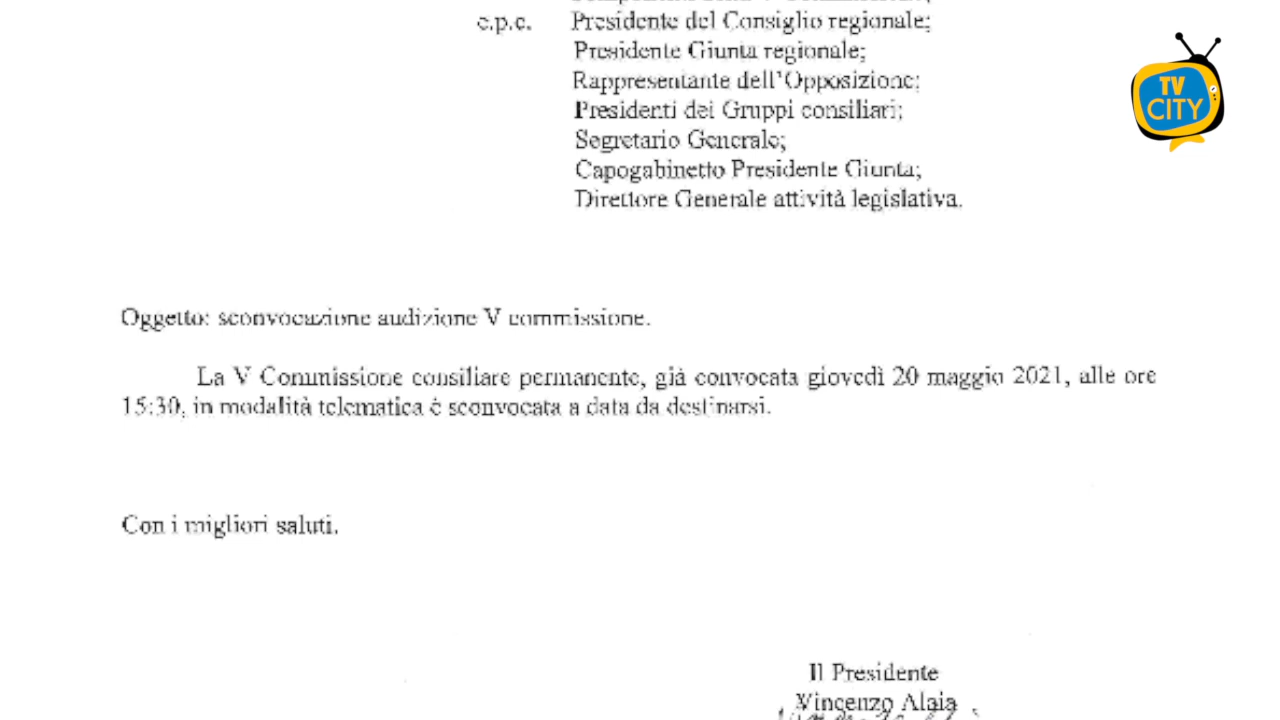 c.p.c. Presidente del Consiglio regionale;
Presidente Giunta regionale;
Rappresentante dell'Opposizione;
Presidenti dei Gruppi consiliari;
Segretario Generale;
Capogabinetto Presidente Giunta;
Direttore Generale attività legislativa.
TV
CITY
Oggetto: sconvocazione audizione V commissione.
La V Commissione consiliare permanente, già convocata giovedì 20 maggio 2021, alle ore
15:30, in modalità telematica è sconvocata a data da destinarsi.
Con i migliori saluti.
Il Presidente
Vincenzo Alaia